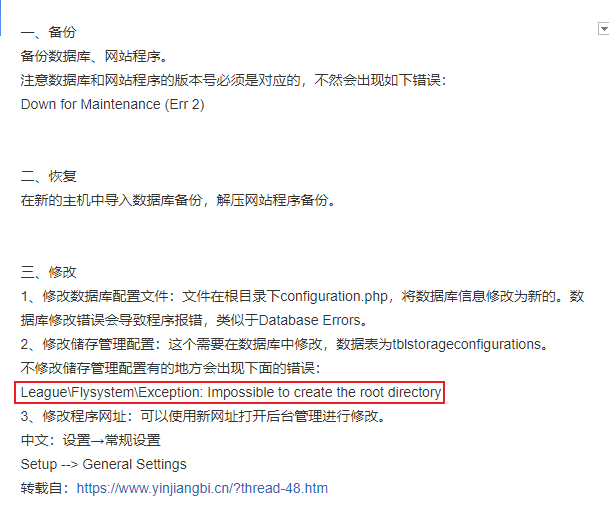 一、备份
备份数据库、网站程序。
注意数据库和网站程序的版本号必须是对应的，不然会出现如下错误：
Down for Maintenance (Err 2)
二、恢复
在新的主机中导入数据库备份，解压网站程序备份。
三、修改
1、修改数据库配置文件：文件在根目录下configuration.php，将数据库信息修改为新的。数
据库修改错误会导致程序报错，类似于Database Errors。
2、修改储存管理配置：这个需要在数据库中修改，数据表为tblstorageconfigurations。
不修改储存管理配置有的地方会出现下面的错误：
League\Flysystem\Exception: Impossible to create the root directory
3、修改程序网址：可以使用新网址打开后台管理进行修改。
中文：设置→常规设置
Setup --> General Settings
转载自：https://www.yinjiangbi.cn/?thread-48.htm